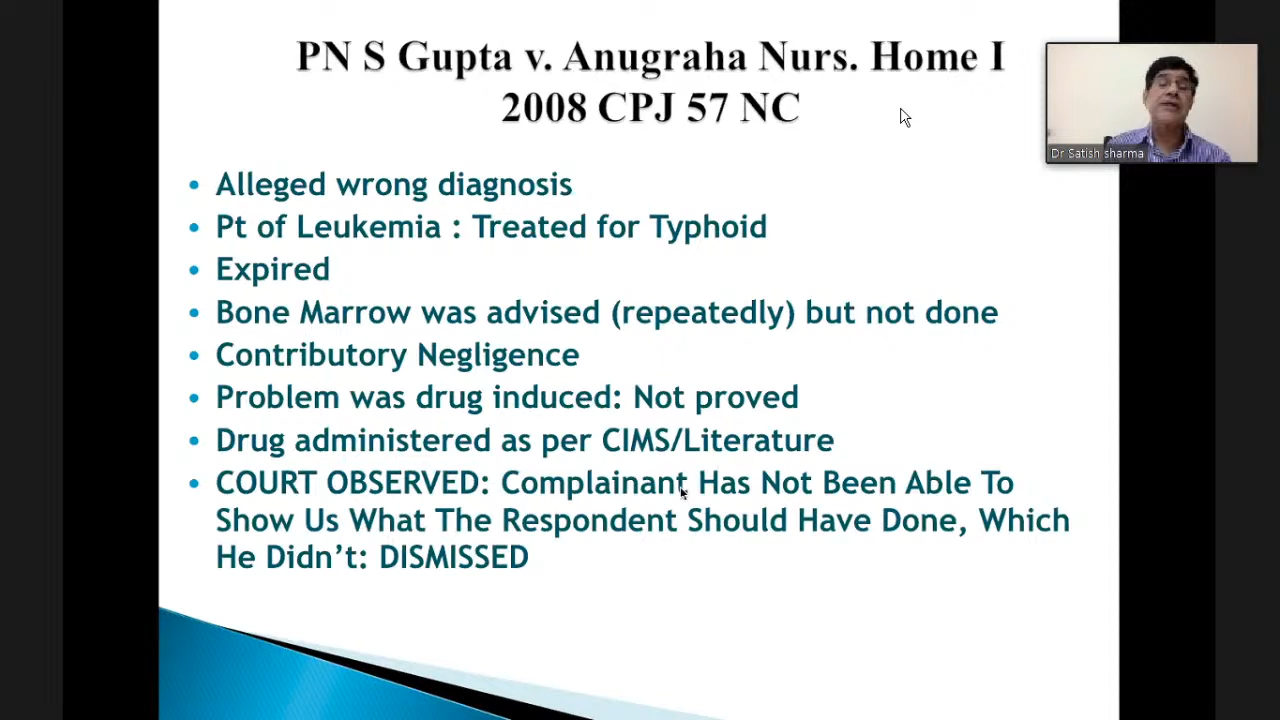 PN S Gupta v. Anugraha Nurs. Home I
2008 CPJ 57 NC
Dr Satish sharma
• Alleged wrong diagnosis
• Pt of Leukemia : Treated for Typhoid
• Expired
• Bone Marrow was advised (repeatedly) but not done
• Contributory Negligence
• Problem was drug induced: Not proved
• Drug administered as per CIMS/Literature
• COURT OBSERVED: Complainant Has Not Been Able To
Show Us What The Respondent Should Have Done, Which
He Didn’t: DISMISSED